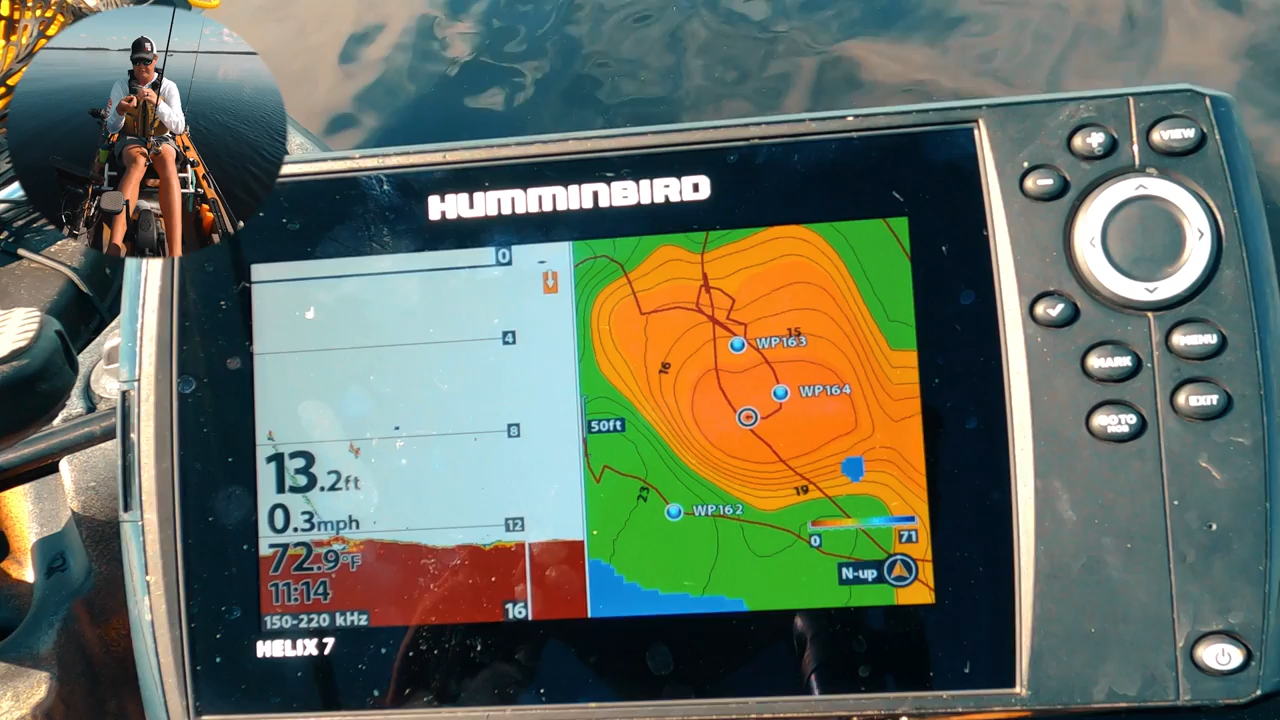 HUMMINBIRD
0
4
8
12
16
13.2ft
0.3mph
72.9°F
11:14
150-220 kHz
HELIX 7
15
WP163
16
WP164
50ft
19
23
WP162
0
71
N-up
VIEW
MENU
MARK
EXIT
GOTO
MOB